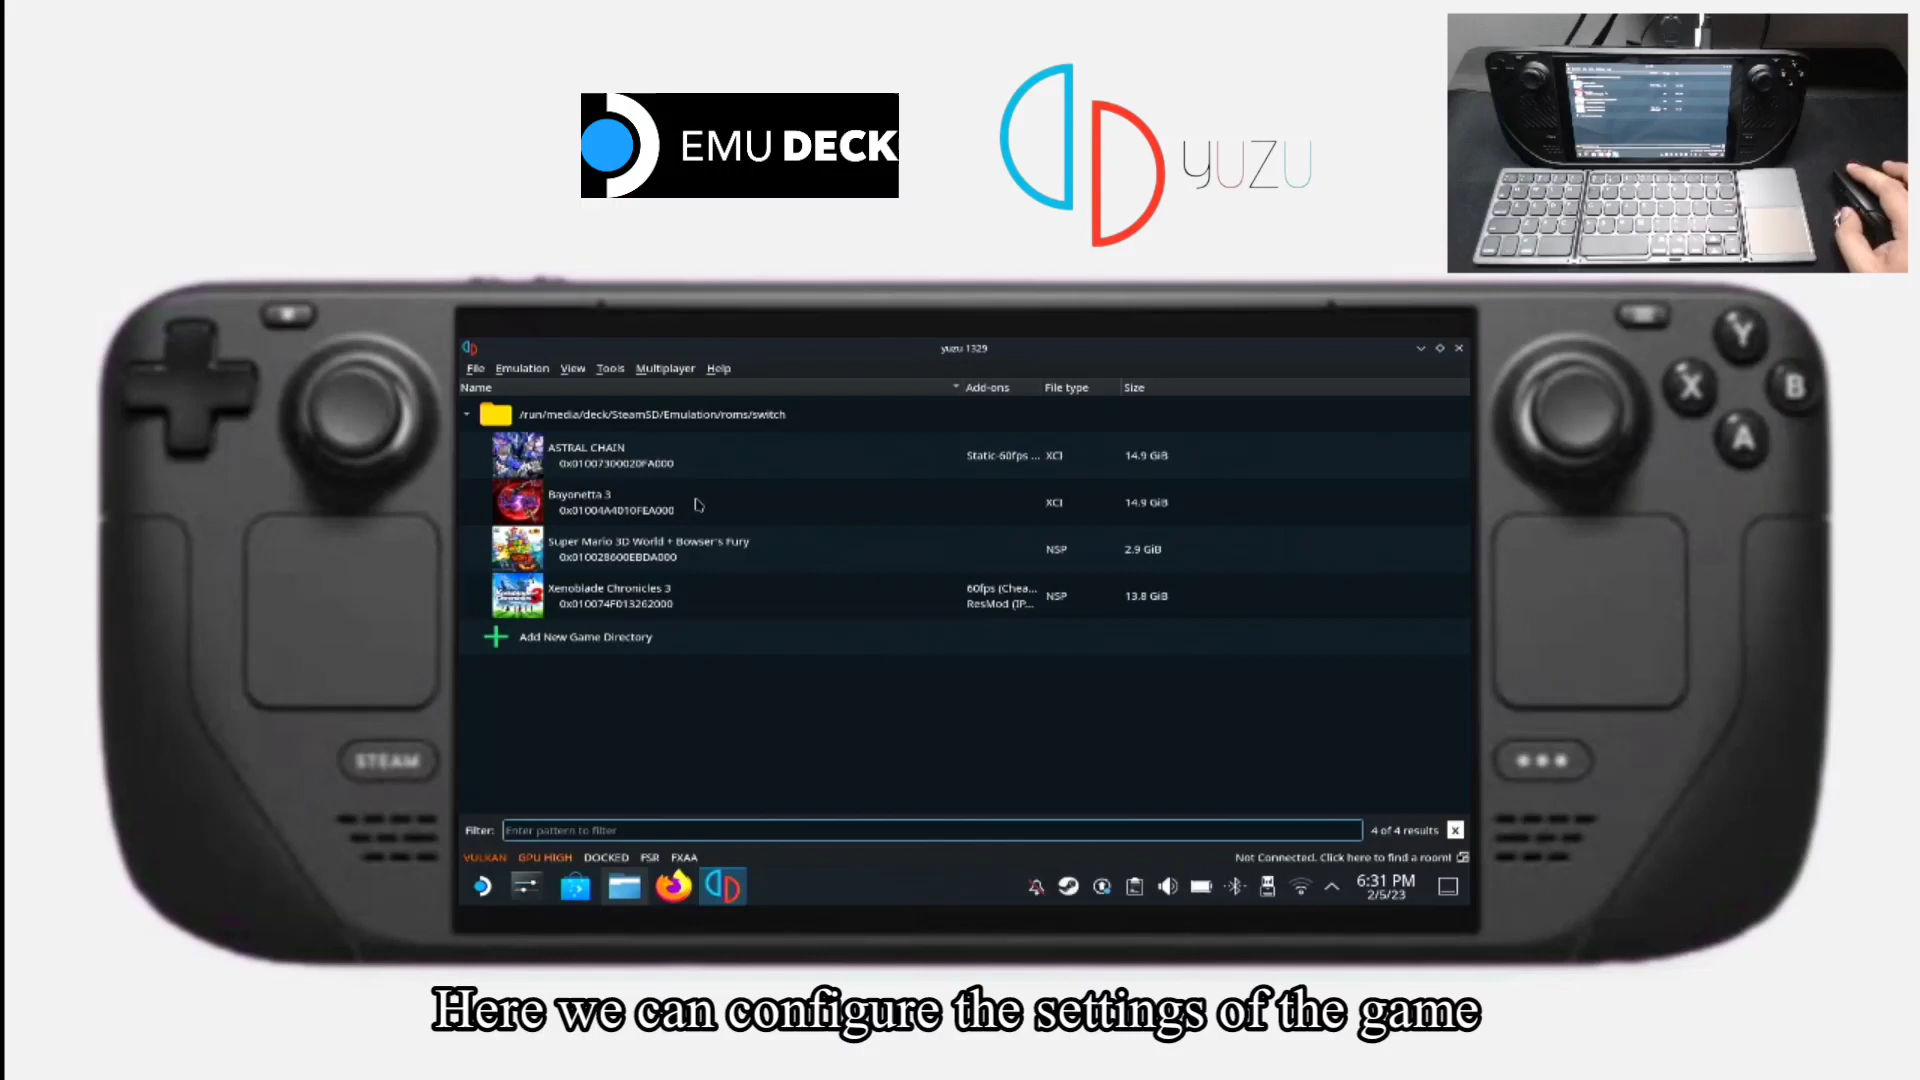 EMU DECK
yuzu
yuzu 1329
File Emulation View Tools Multiplayer Help
Name Add-ons File type Size
/run/media/deck/SteamSD/Emulation/roms/switch
ASTRAL CHAIN
0x01007300020FA000
Static-60fps ... XCI 14.9 GiB
Bayonetta 3
0x01004A4010FEA000
XCI 14.9 GiB
Super Mario 3D World + Bowser's Fury
0x010028600EBDA000
NSP 2.9 GiB
Xenoblade Chronicles 3
0x010074F013262000
60fps (Chea...
ResMod (IP...
NSP 13.8 GiB
Add New Game Directory
Filter: Enter pattern to filter 4 of 4 results X
VULKAN GPU HIGH DOCKED FSR FXAA Not Connected. Click here to find a room!
6:31 PM
2/5/23
Y
X
B
A
STEAM
Here we can configure the settings of the game